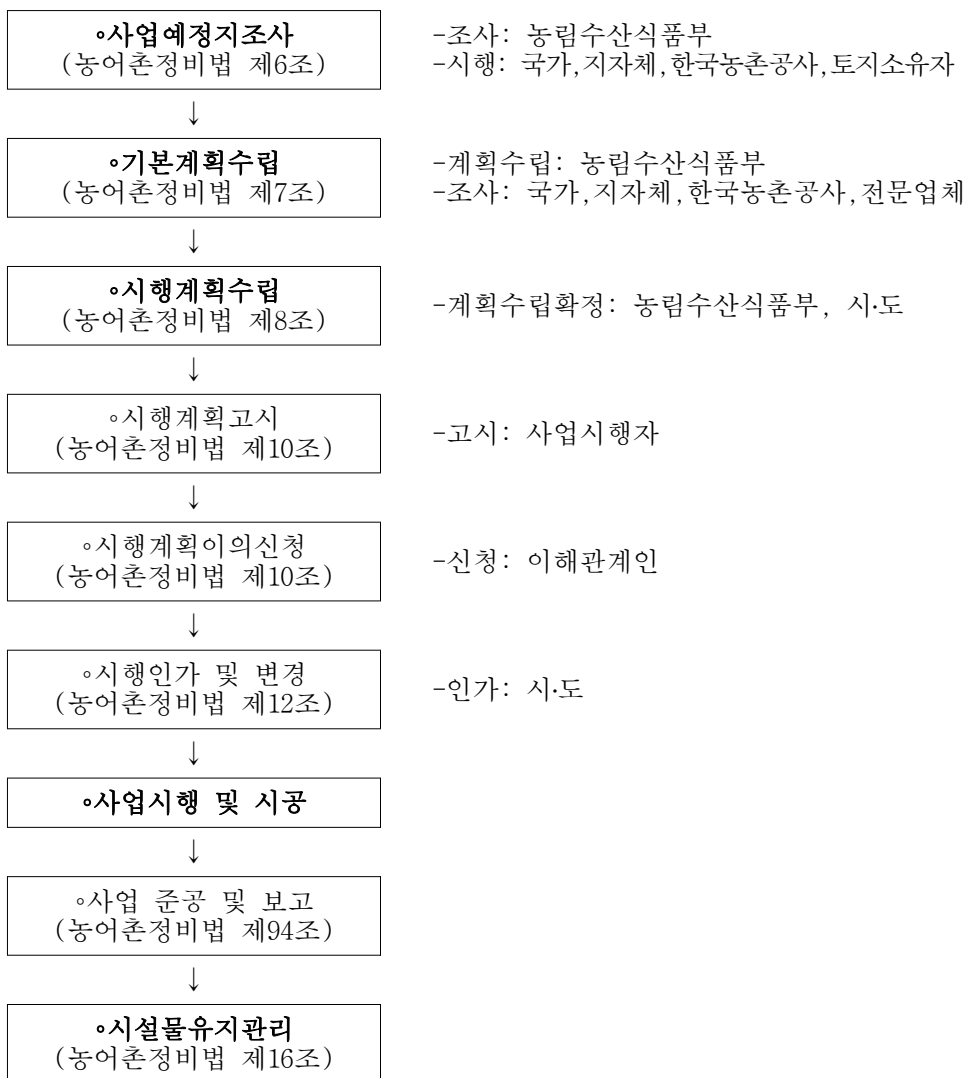 ◦사업예정지조사
(농어촌정비법 제6조)
-조사: 농림수산식품부
-시행: 국가,지자체,한국농촌공사,토지소유자
↓
◦기본계획수립
(농어촌정비법 제7조)
-계획수립: 농림수산식품부
-조사: 국가,지자체,한국농촌공사,전문업체
↓
◦시행계획수립
(농어촌정비법 제8조)
-계획수립확정: 농림수산식품부, 시·도
↓
◦시행계획고시
(농어촌정비법 제10조)
-고시: 사업시행자
↓
◦시행계획이의신청
(농어촌정비법 제10조)
-신청: 이해관계인
↓
◦시행인가 및 변경
(농어촌정비법 제12조)
-인가: 시·도
↓
◦사업시행 및 시공
↓
◦사업 준공 및 보고
(농어촌정비법 제94조)
↓
◦시설물유지관리
(농어촌정비법 제16조)